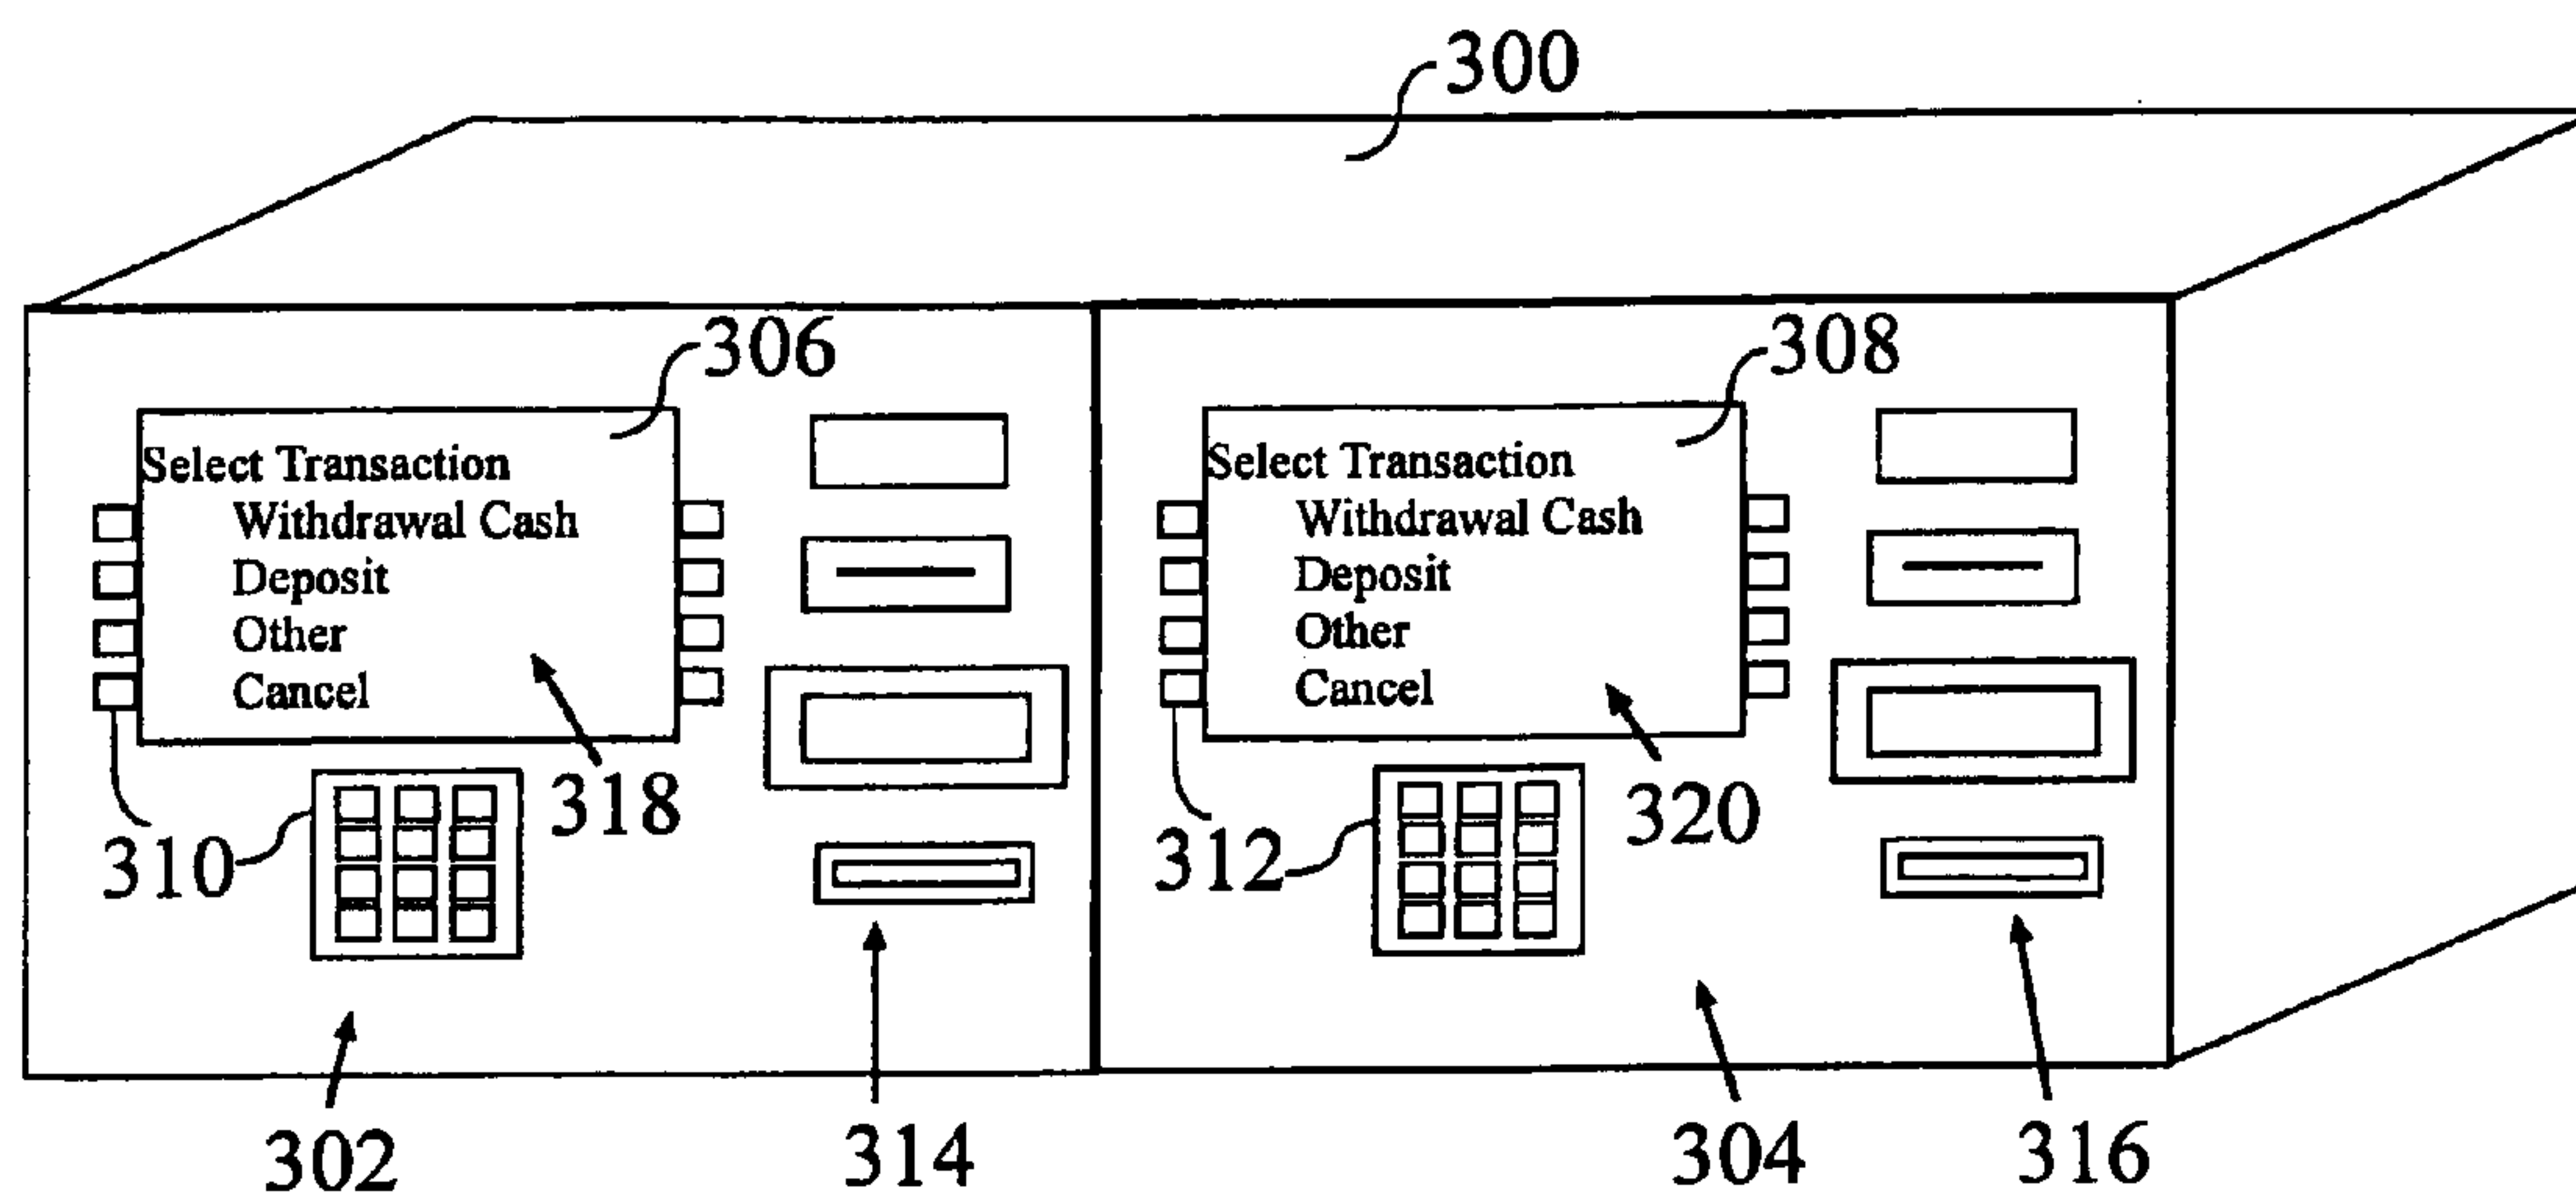 300
306
Select Transaction
Withdrawal Cash
Deposit
Other
Cancel
318
310
308
Select Transaction
Withdrawal Cash
Deposit
Other
Cancel
320
312
302
314
304
316